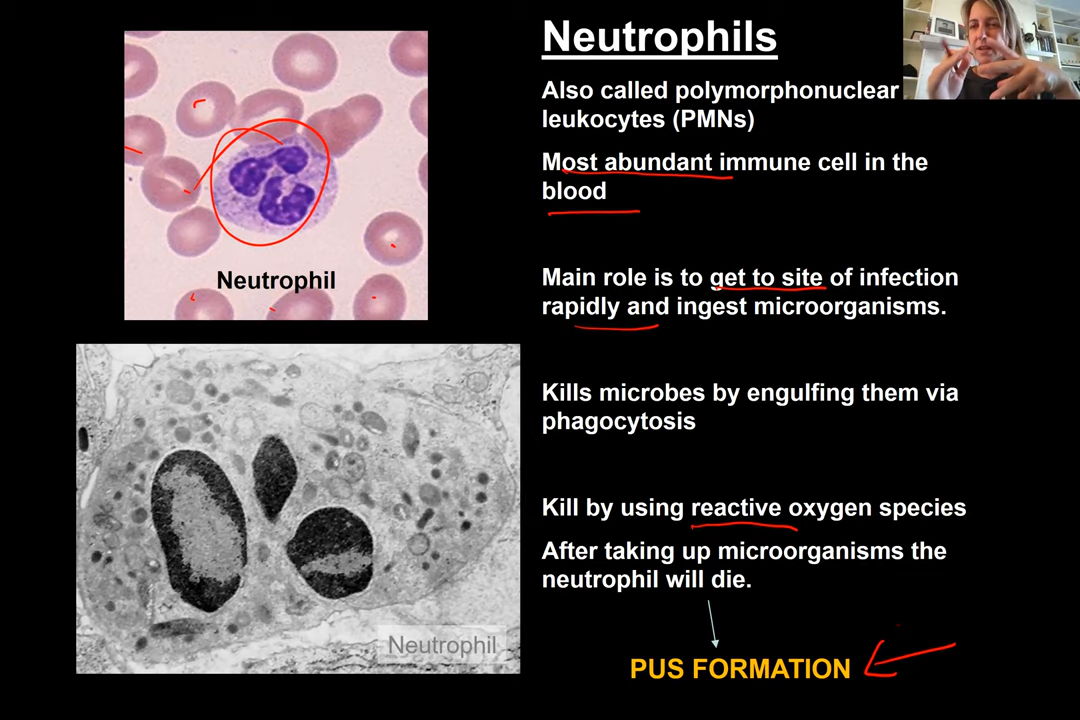 Neutrophils
Also called polymorphonuclear
leukocytes (PMNs)
Most abundant immune cell in the
blood
Main role is to get to site of infection
rapidly and ingest microorganisms.
Kills microbes by engulfing them via
phagocytosis
Kill by using reactive oxygen species
After taking up microorganisms the
neutrophil will die.
PUS FORMATION
Neutrophil
Neutrophil